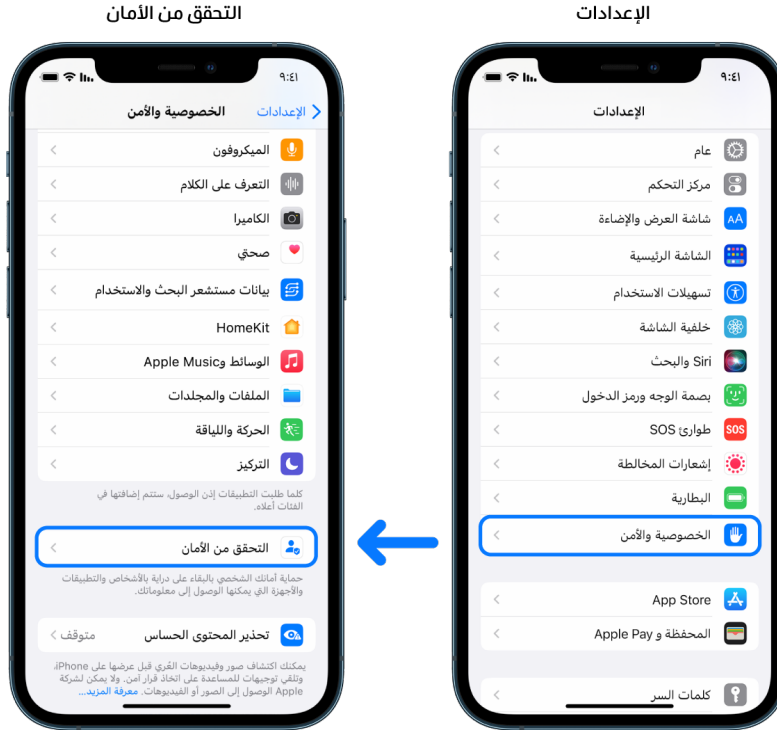 الإعدادات
٩:٤١
الإعدادات
عام
مركز التحكم
شاشة العرض والإضاءة
AA
الشاشة الرئيسية
تسهيلات الاستخدام
خلفية الشاشة
Siri والبحث
بصمة الوجه ورمز الدخول
طوارئ SOS
SOS
إشعارات المخالطة
البطارية
الخصوصية والأمن
App Store
المحفظة و Apple Pay
كلمات السر
التحقق من الأمان
٩:٤١
الإعدادات
الخصوصية والأمن
الميكروفون
التعرف على الكلام
الكاميرا
صحتي
بيانات مستشعر البحث والاستخدام
HomeKit
الوسائط وApple Music
الملفات والمجلدات
الحركة واللياقة
التركيز
كلما طلبت التطبيقات إذن الوصول، ستتم إضافتها في
الفئات أعلاه.
التحقق من الأمان
حماية أمانك الشخصي بالبقاء على دراية بالأشخاص والتطبيقات
والأجهزة التي يمكنها الوصول إلى معلوماتك.
تحذير المحتوى الحساس
متوقف
يمكنك اكتشاف صور وفيديوهات العُري قبل عرضها على iPhone،
وتلقي توجيهات للمساعدة على اتخاذ قرار آمن. ولا يمكن لشركة
Apple الوصول إلى الصور أو الفيديوهات. معرفة المزيد...